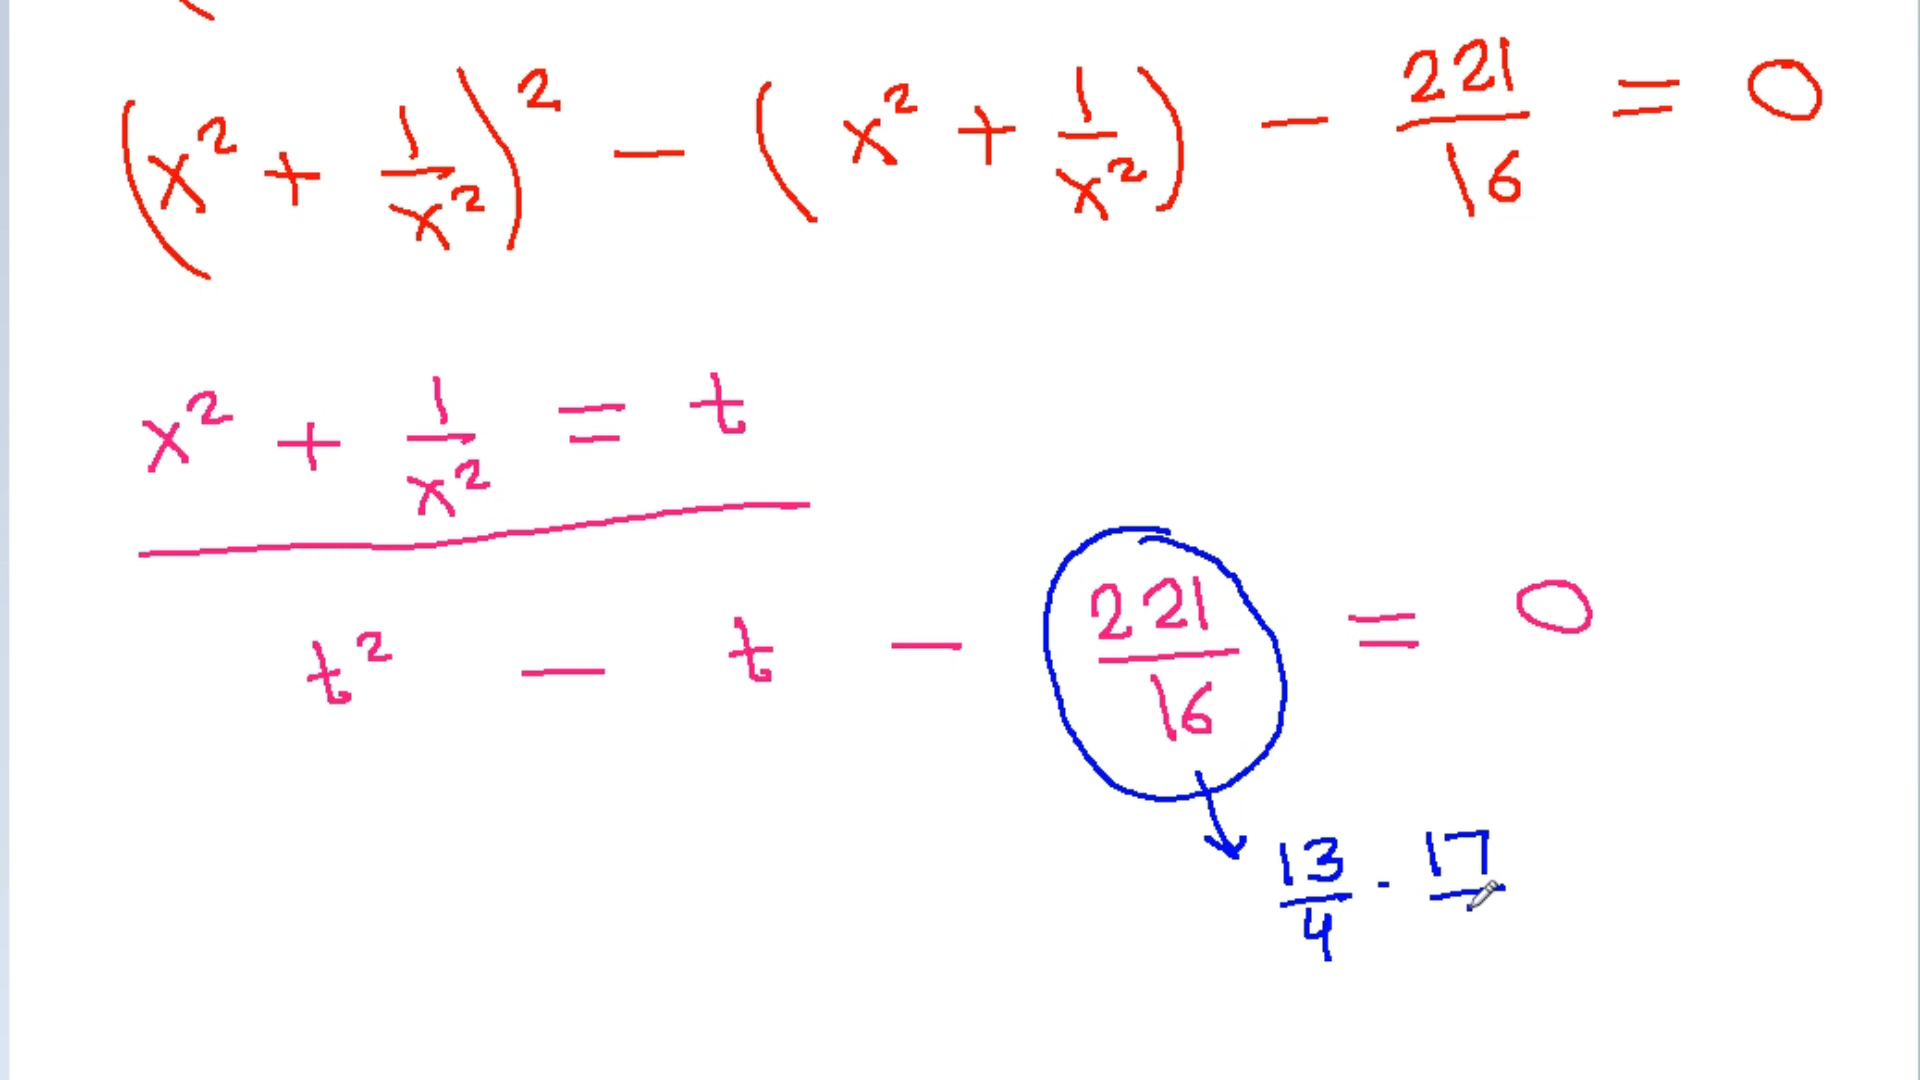 (x² + 1/x²)² - (x² + 1/x²) - 221/16 = 0
x² + 1/x² = t
t² - t - 221/16 = 0
13/4 · 17/